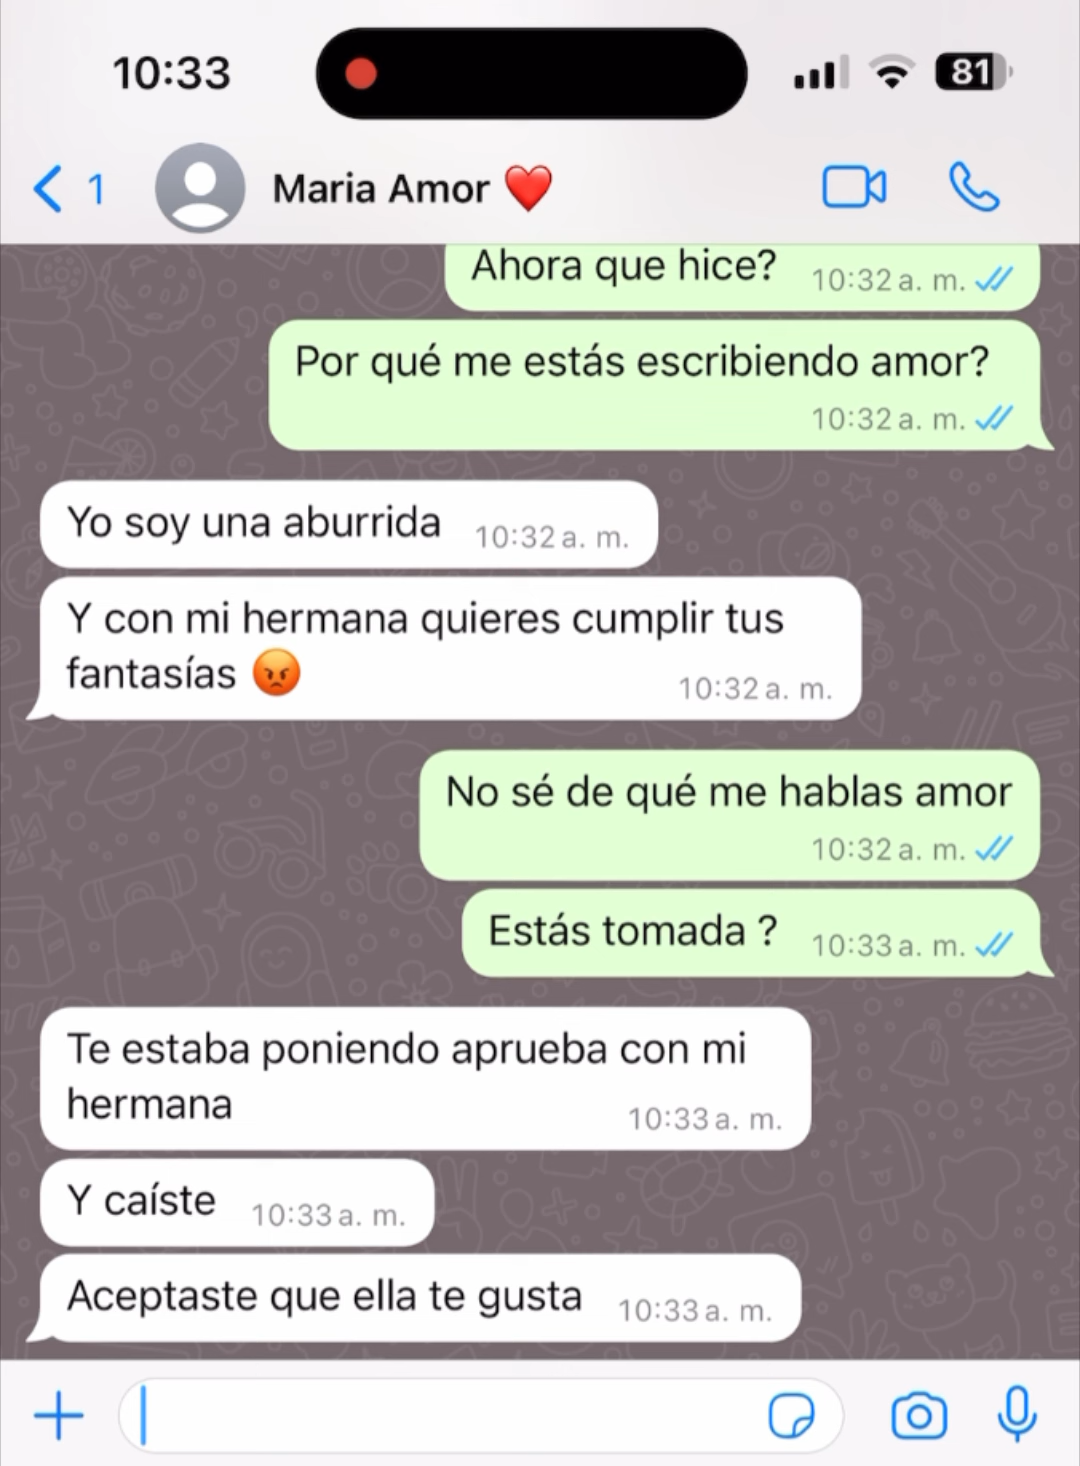 10:33
81
1
Maria Amor ❤️
Ahora que hice?
10:32 a. m.
Por qué me estás escribiendo amor?
10:32 a. m.
Yo soy una aburrida
10:32 a. m.
Y con mi hermana quieres cumplir tus
fantasías 😡
10:32 a. m.
No sé de qué me hablas amor
10:32 a. m.
Estás tomada ?
10:33 a. m.
Te estaba poniendo aprueba con mi
hermana
10:33 a. m.
Y caíste
10:33 a. m.
Aceptaste que ella te gusta
10:33 a. m.